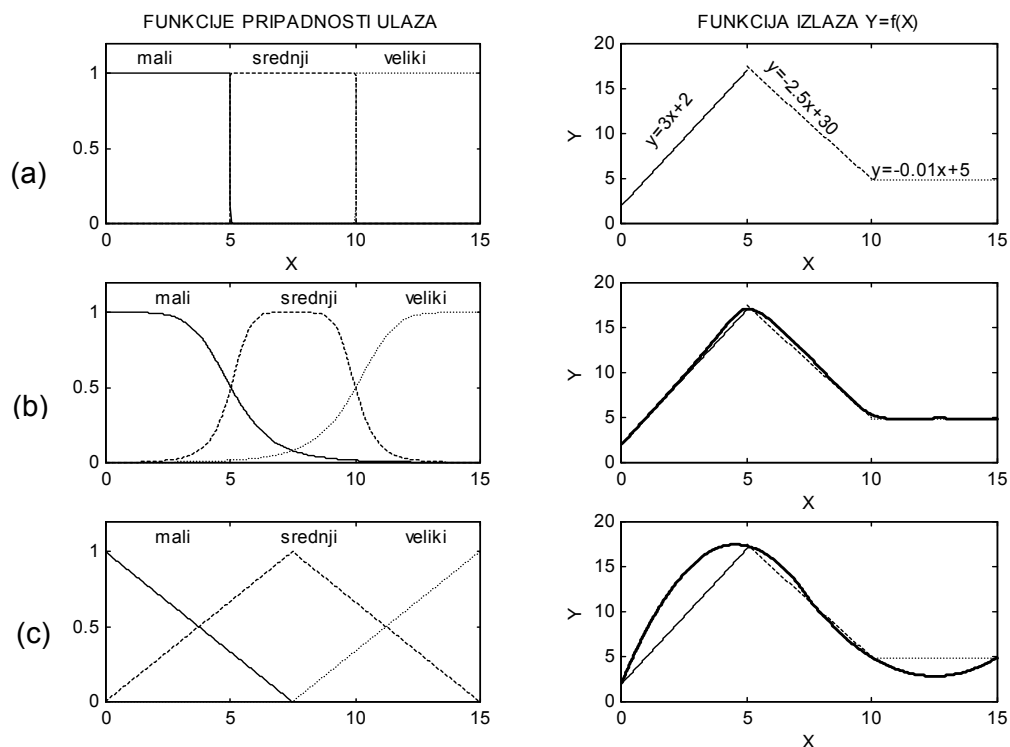 FUNKCIJE PRIPADNOSTI ULAZA
FUNKCIJA IZLAZA Y=f(X)
(a)
mali srednji veliki
1
0.5
0
0 5 10 15
X
20
15
10
5
0
Y
y=3x+2
y=-2.5x+30
y=-0.01x+5
0 5 10 15
X
(b)
mali srednji veliki
1
0.5
0
0 5 10 15
20
15
10
5
0
Y
0 5 10 15
X
(c)
mali srednji veliki
1
0.5
0
0 5 10 15
20
15
10
5
0
Y
0 5 10 15
X